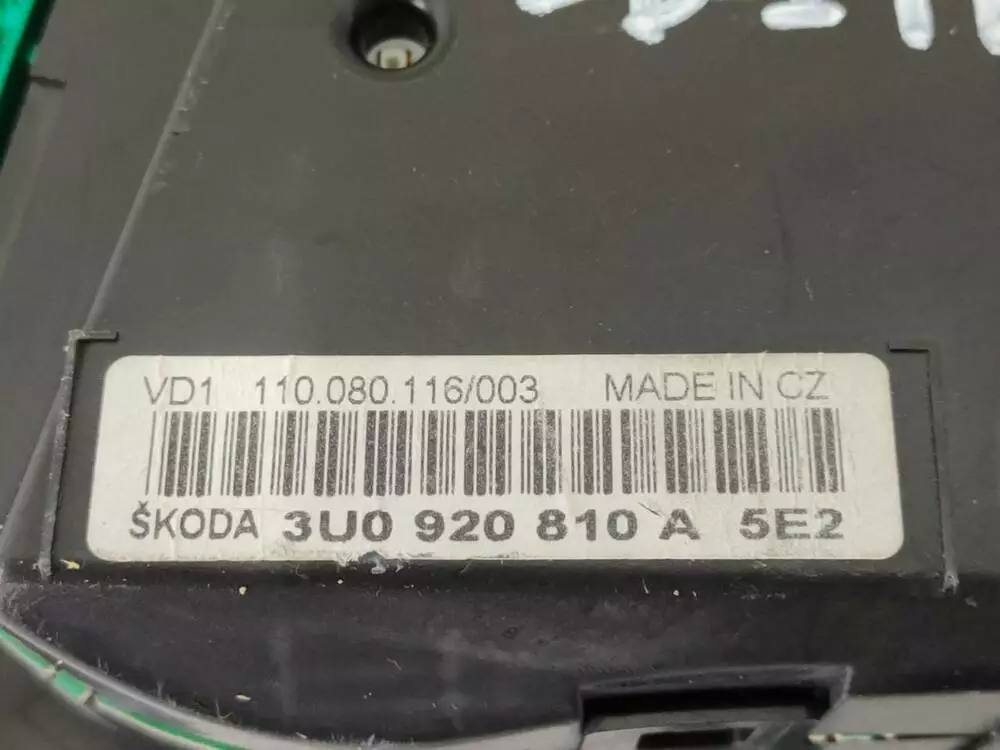 VD1 110.080.116/003 MADE IN CZ
ŠKODA 3U0 920 810 A 5E2